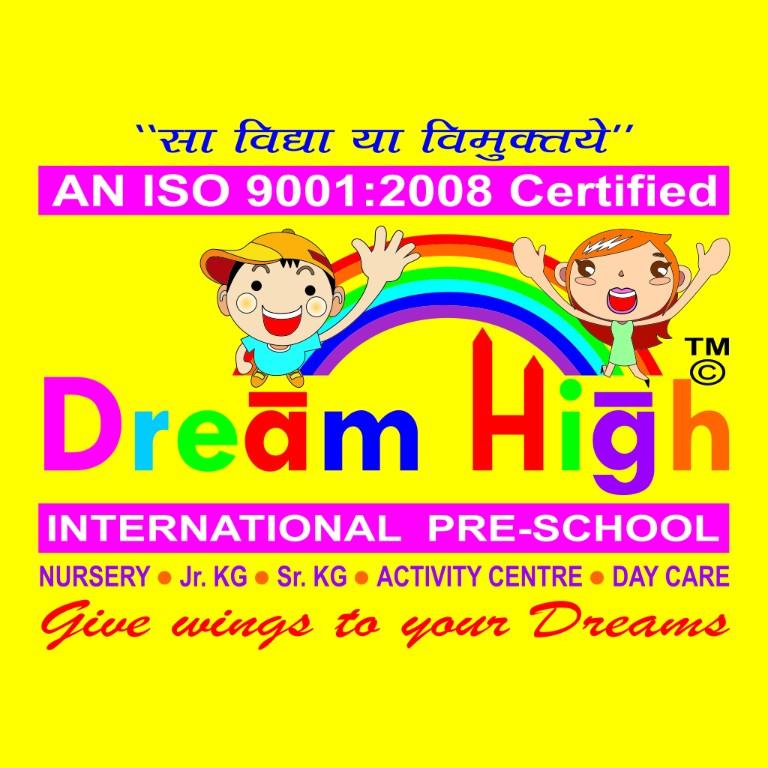 "सा विद्या या विमुक्तये"
AN ISO 9001:2008 Certified
TM
©
Dream High
INTERNATIONAL PRE-SCHOOL
NURSERY • Jr. KG • Sr. KG • ACTIVITY CENTRE • DAY CARE
Give wings to your Dreams